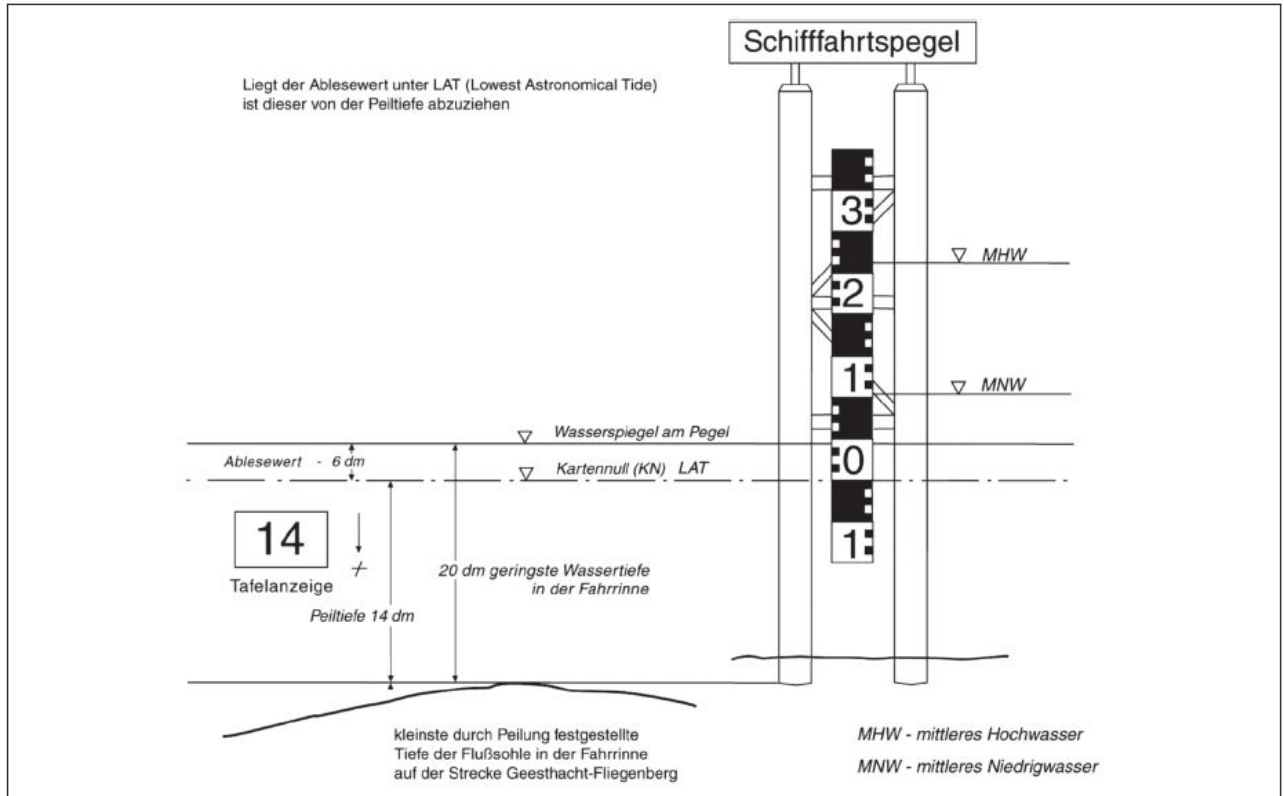 Schifffahrtspegel
Liegt der Ablesewert unter LAT (Lowest Astronomical Tide)
ist dieser von der Peiltiefe abzuziehen
3
MHW
2
1
MNW
Wasserspiegel am Pegel
Ablesewert - 6 dm
0
Kartennull (KN) LAT
14
1
Tafelanzeige
20 dm geringste Wassertiefe
in der Fahrrinne
Peiltiefe 14 dm
kleinste durch Peilung festgestellte
Tiefe der Flußsohle in der Fahrrinne
auf der Strecke Geesthacht-Fliegenberg
MHW - mittleres Hochwasser
MNW - mittleres Niedrigwasser